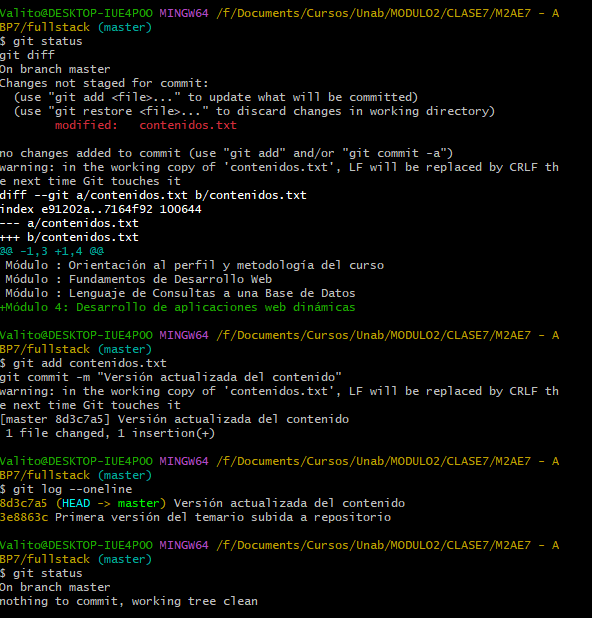 Valito@DESKTOP-IUE4POO MINGW64 /f/Documents/Cursos/Unab/MODULO2/CLASE7/M2AE7 - A
BP7/fullstack (master)
$ git status
git diff
On branch master
Changes not staged for commit:
  (use "git add <file>..." to update what will be committed)
  (use "git restore <file>..." to discard changes in working directory)
        modified:   contenidos.txt

no changes added to commit (use "git add" and/or "git commit -a")
warning: in the working copy of 'contenidos.txt', LF will be replaced by CRLF th
e next time Git touches it
diff --git a/contenidos.txt b/contenidos.txt
index e91202a..7164f92 100644
--- a/contenidos.txt
+++ b/contenidos.txt
@@ -1,3 +1,4 @@
 Módulo : Orientación al perfil y metodología del curso
 Módulo : Fundamentos de Desarrollo Web
 Módulo : Lenguaje de Consultas a una Base de Datos
+Módulo 4: Desarrollo de aplicaciones web dinámicas

Valito@DESKTOP-IUE4POO MINGW64 /f/Documents/Cursos/Unab/MODULO2/CLASE7/M2AE7 - A
BP7/fullstack (master)
$ git add contenidos.txt
git commit -m "Versión actualizada del contenido"
warning: in the working copy of 'contenidos.txt', LF will be replaced by CRLF th
e next time Git touches it
[master 8d3c7a5] Versión actualizada del contenido
 1 file changed, 1 insertion(+)

Valito@DESKTOP-IUE4POO MINGW64 /f/Documents/Cursos/Unab/MODULO2/CLASE7/M2AE7 - A
BP7/fullstack (master)
$ git log --oneline
8d3c7a5 (HEAD -> master) Versión actualizada del contenido
3e8863c Primera versión del temario subida a repositorio

Valito@DESKTOP-IUE4POO MINGW64 /f/Documents/Cursos/Unab/MODULO2/CLASE7/M2AE7 - A
BP7/fullstack (master)
$ git status
On branch master
nothing to commit, working tree clean